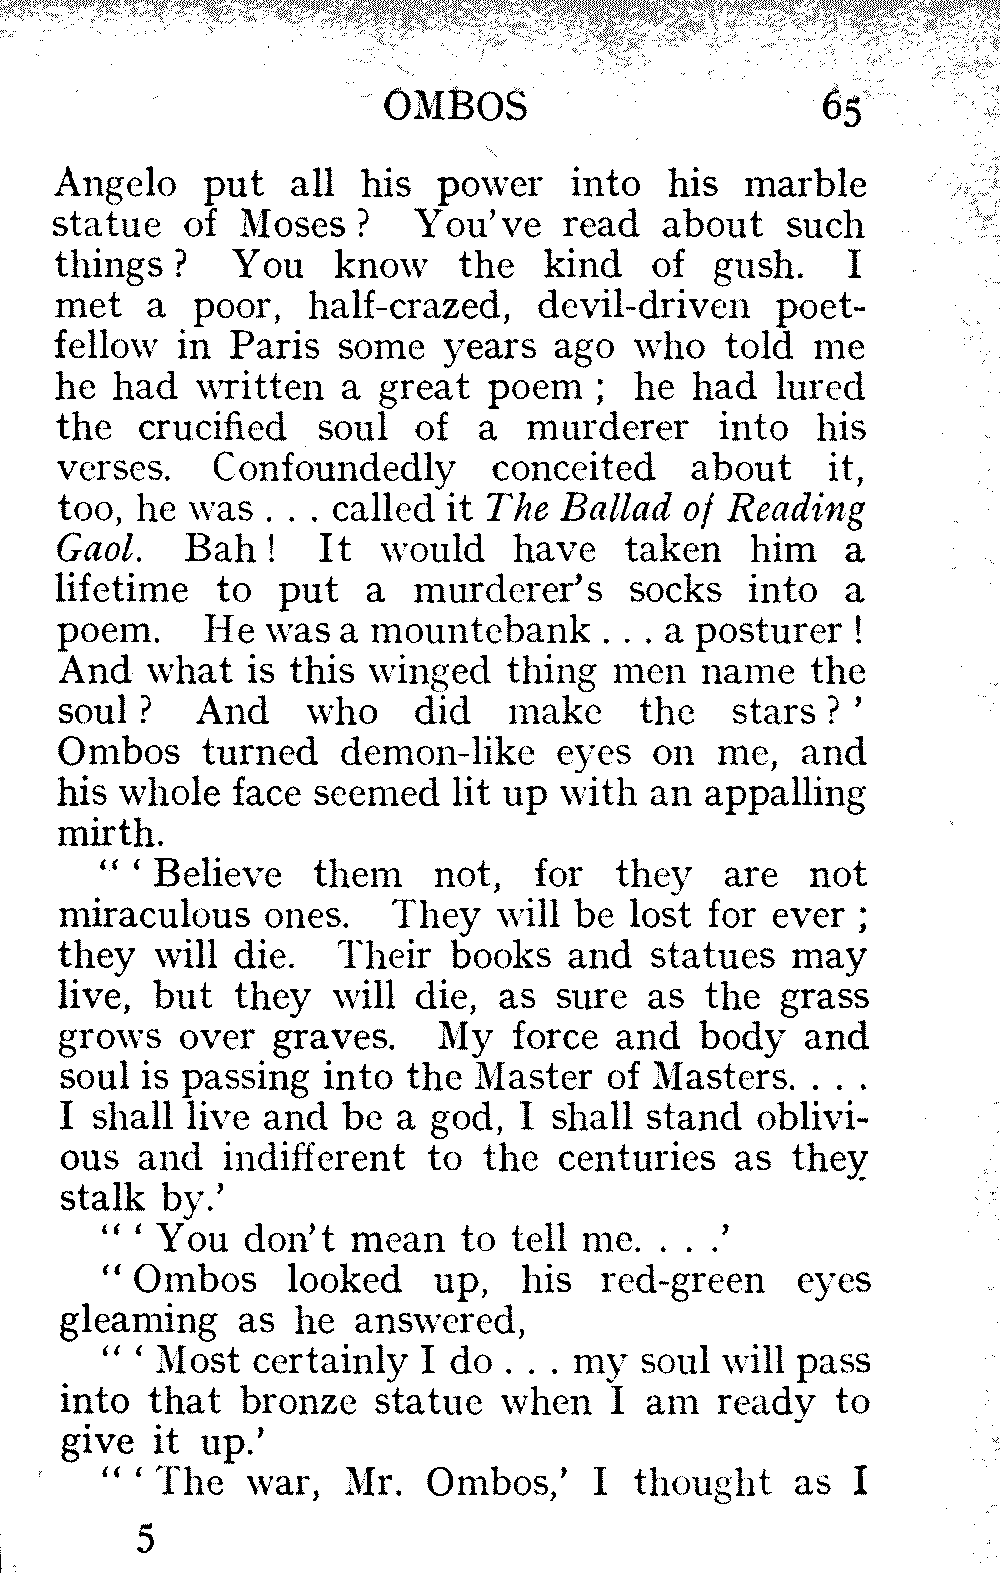 OMBOS 65
Angelo put all his power into his marble
statue of Moses ? You've read about such
things ? You know the kind of gush. I
met a poor, half-crazed, devil-driven poet-
fellow in Paris some years ago who told me
he had written a great poem ; he had lured
the crucified soul of a murderer into his
verses. Confoundedly conceited about it,
too, he was . . . called it The Ballad of Reading
Gaol. Bah ! It would have taken him a
lifetime to put a murderer's socks into a
poem. He was a mountebank . . . a posturer !
And what is this winged thing men name the
soul ? And who did make the stars ? '
Ombos turned demon-like eyes on me, and
his whole face seemed lit up with an appalling
mirth.
" ' Believe them not, for they are not
miraculous ones. They will be lost for ever ;
they will die. Their books and statues may
live, but they will die, as sure as the grass
grows over graves. My force and body and
soul is passing into the Master of Masters. . . .
I shall live and be a god, I shall stand oblivi-
ous and indifferent to the centuries as they
stalk by.'
" ' You don't mean to tell me. . . .'
" Ombos looked up, his red-green eyes
gleaming as he answered,
" ' Most certainly I do . . . my soul will pass
into that bronze statue when I am ready to
give it up.'
" ' The war, Mr. Ombos,' I thought as I
5